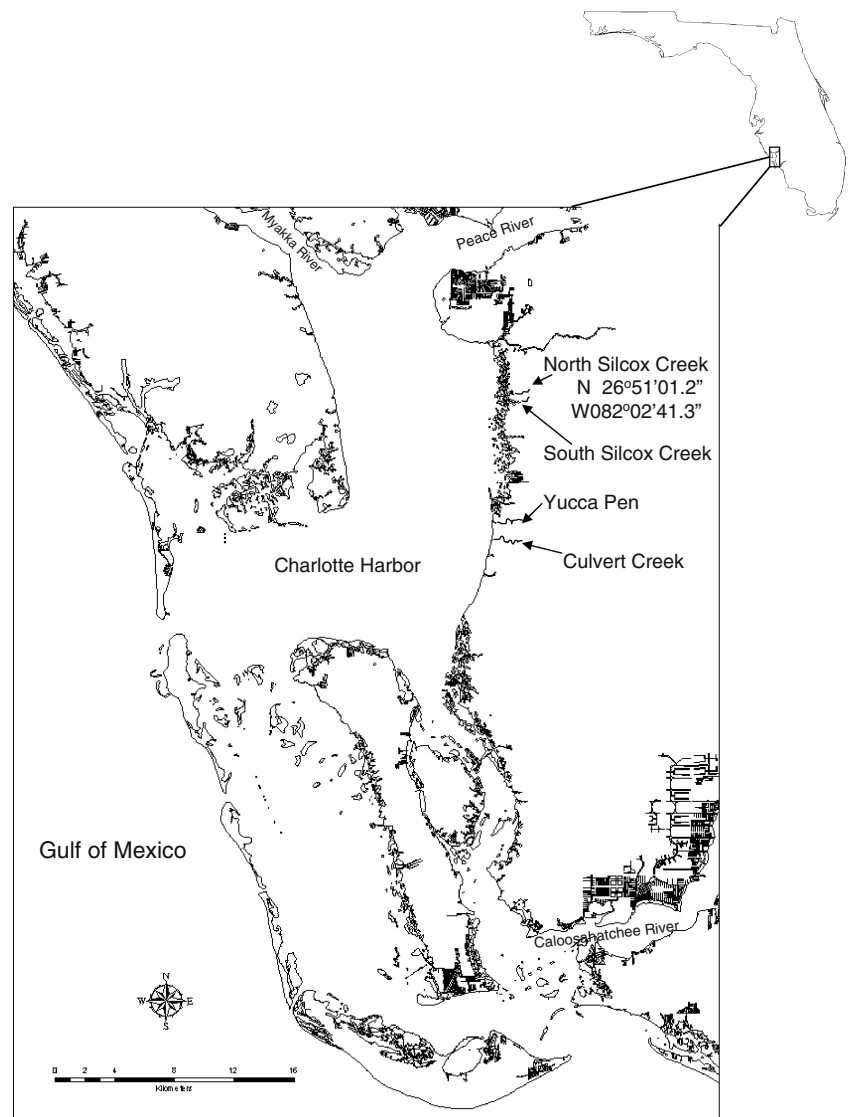 Myakka River
Peace River
North Silcox Creek
N 26°51'01.2"
W082°02'41.3"
South Silcox Creek
Yucca Pen
Culvert Creek
Charlotte Harbor
Gulf of Mexico
Caloosahatchee River
N
W E
S
0 2 4 8 12 16
Kilometers